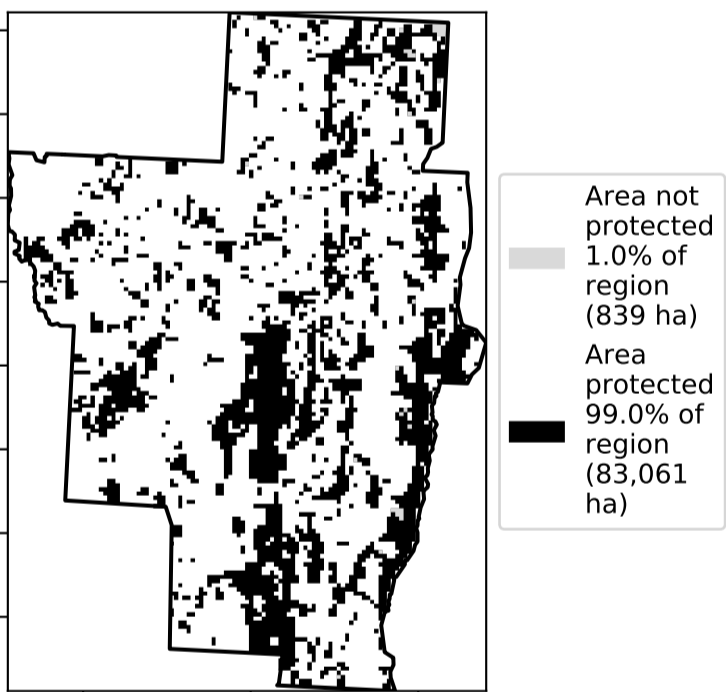 Area not
protected
1.0% of
region
(839 ha)
Area
protected
99.0% of
region
(83,061
ha)